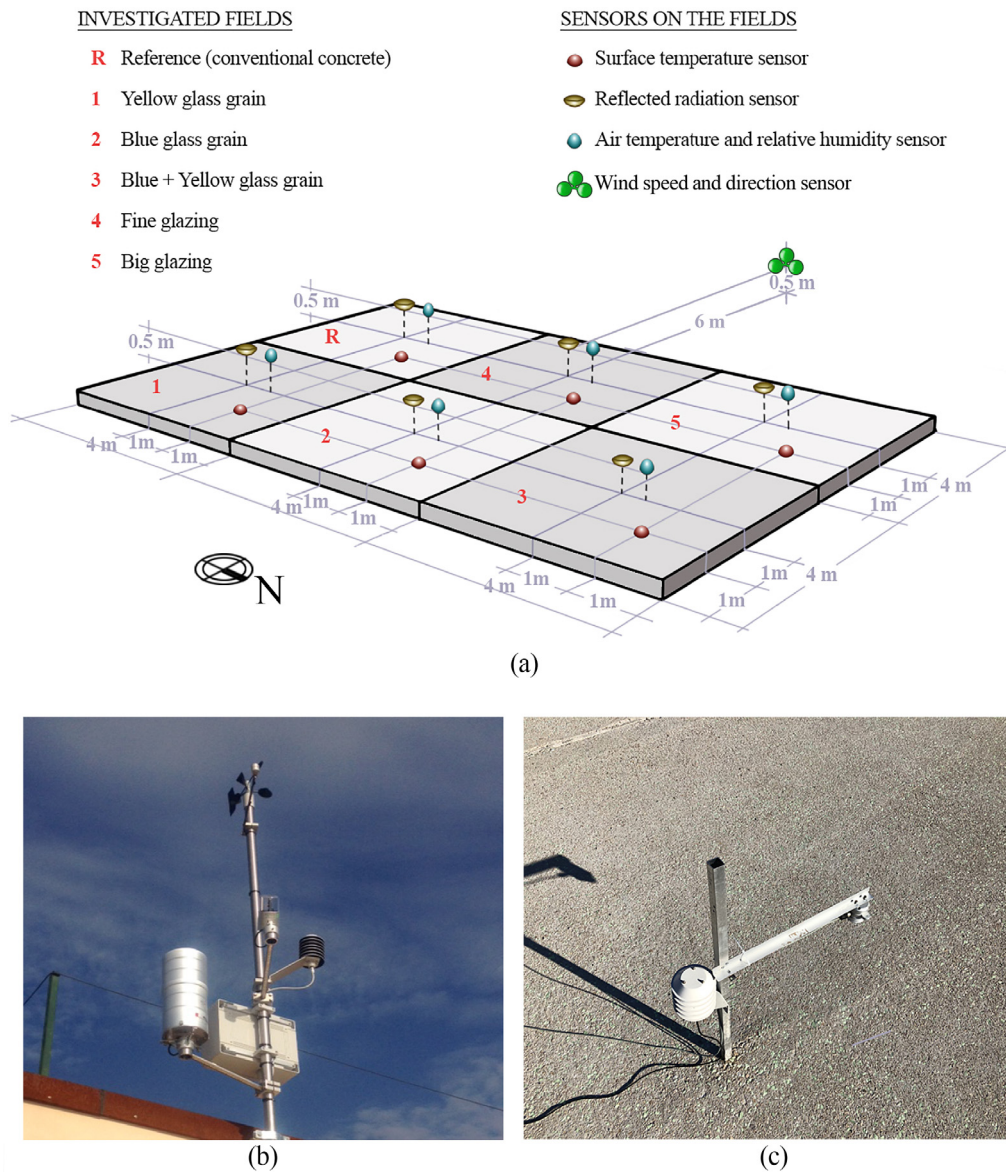 INVESTIGATED FIELDS
R Reference (conventional concrete)
1 Yellow glass grain
2 Blue glass grain
3 Blue + Yellow glass grain
4 Fine glazing
5 Big glazing
SENSORS ON THE FIELDS
Surface temperature sensor
Reflected radiation sensor
Air temperature and relative humidity sensor
Wind speed and direction sensor
0.5 m
6 m
0.5 m
0.5 m
R
1
4
2
5
3
4 m
1m
1m
4 m
1m
1m
4 m
1m
1m
1m
1m
4 m
1m
1m
4 m
N
(a)
(b)
(c)